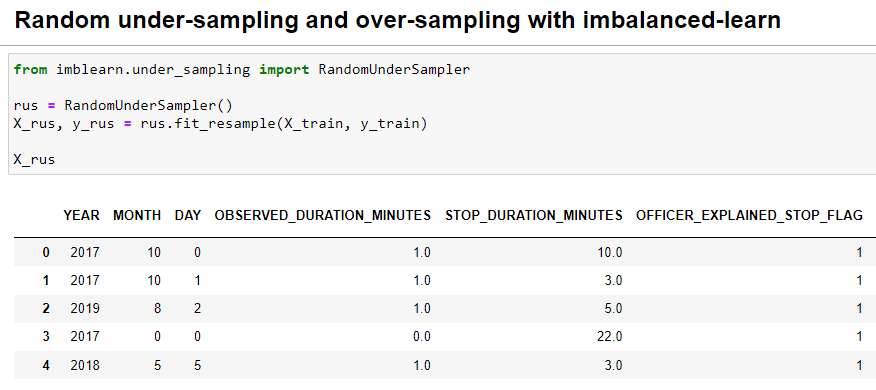 Random under-sampling and over-sampling with imbalanced-learn
from imblearn.under_sampling import RandomUnderSampler
rus = RandomUnderSampler()
X_rus, y_rus = rus.fit_resample(X_train, y_train)
X_rus
YEAR MONTH DAY OBSERVED_DURATION_MINUTES STOP_DURATION_MINUTES OFFICER_EXPLAINED_STOP_FLAG
0 2017 10 0 1.0 10.0 1
1 2017 10 1 1.0 3.0 1
2 2019 8 2 1.0 5.0 1
3 2017 0 0 0.0 22.0 1
4 2018 5 5 1.0 3.0 1